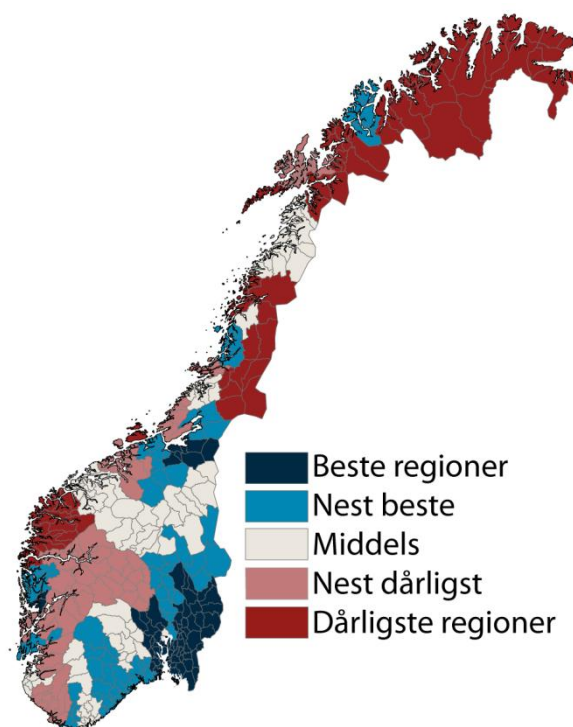 Beste regioner
Nest beste
Middels
Nest dårligst
Dårligste regioner